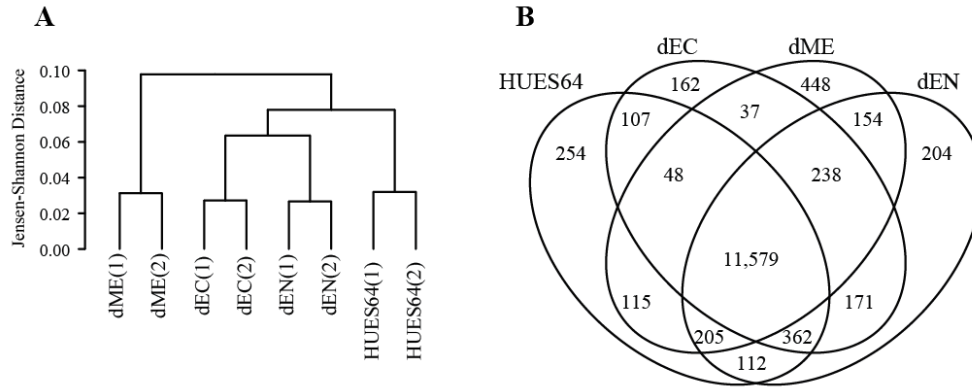 A
Jensen-Shannon Distance
0.10
0.08
0.06
0.04
0.02
0.00
dME(1)
dME(2)
dEC(1)
dEC(2)
dEN(1)
dEN(2)
HUES64(1)
HUES64(2)
B
dEC
dME
HUES64
dEN
162
448
107
37
154
254
204
48
238
11,579
115
171
205
362
112